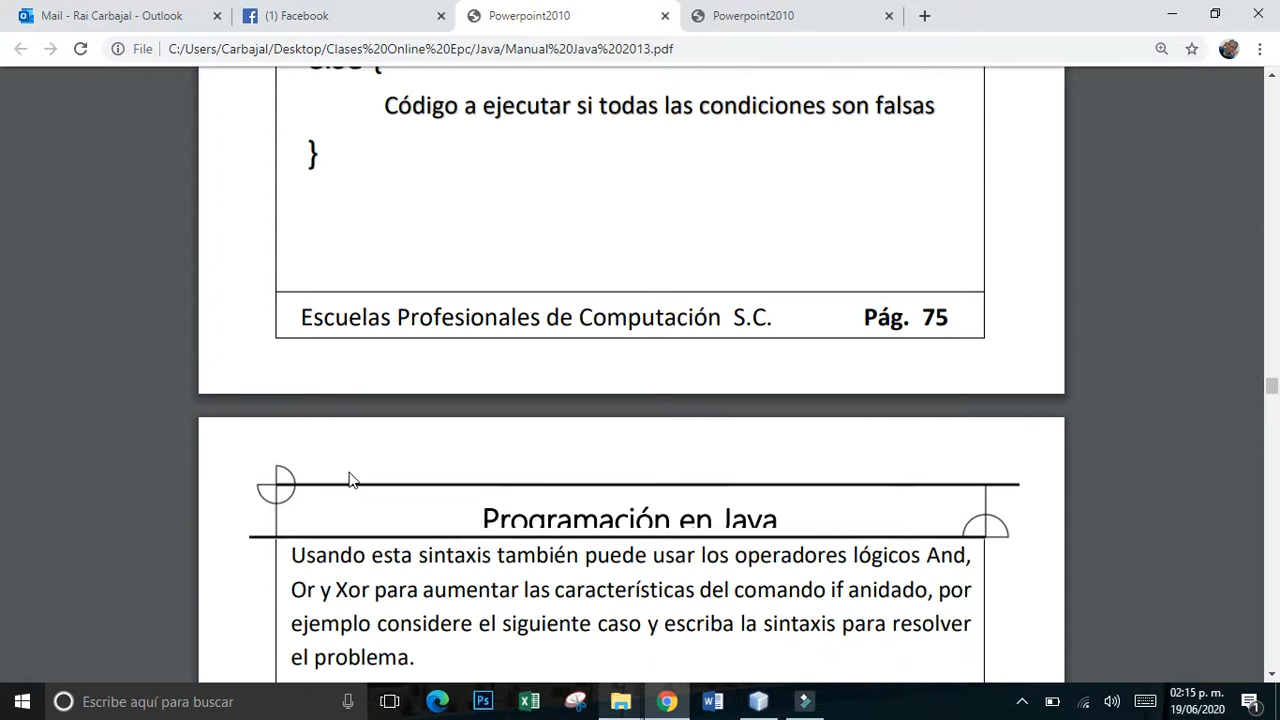 Mail - Rai Carbajal - Outlook
(1) Facebook
Powerpoint2010
Powerpoint2010
File
C:/Users/Carbajal/Desktop/Clases%20Online%20Epc/Java/Manual%20Java%202013.pdf
Código a ejecutar si todas las condiciones son falsas
}
Escuelas Profesionales de Computación S.C. Pág. 75
Programación en Java
Usando esta sintaxis también puede usar los operadores lógicos And,
Or y Xor para aumentar las características del comando if anidado, por
ejemplo considere el siguiente caso y escriba la sintaxis para resolver
el problema.
Escribe aquí para buscar
02:15 p. m.
19/06/2020